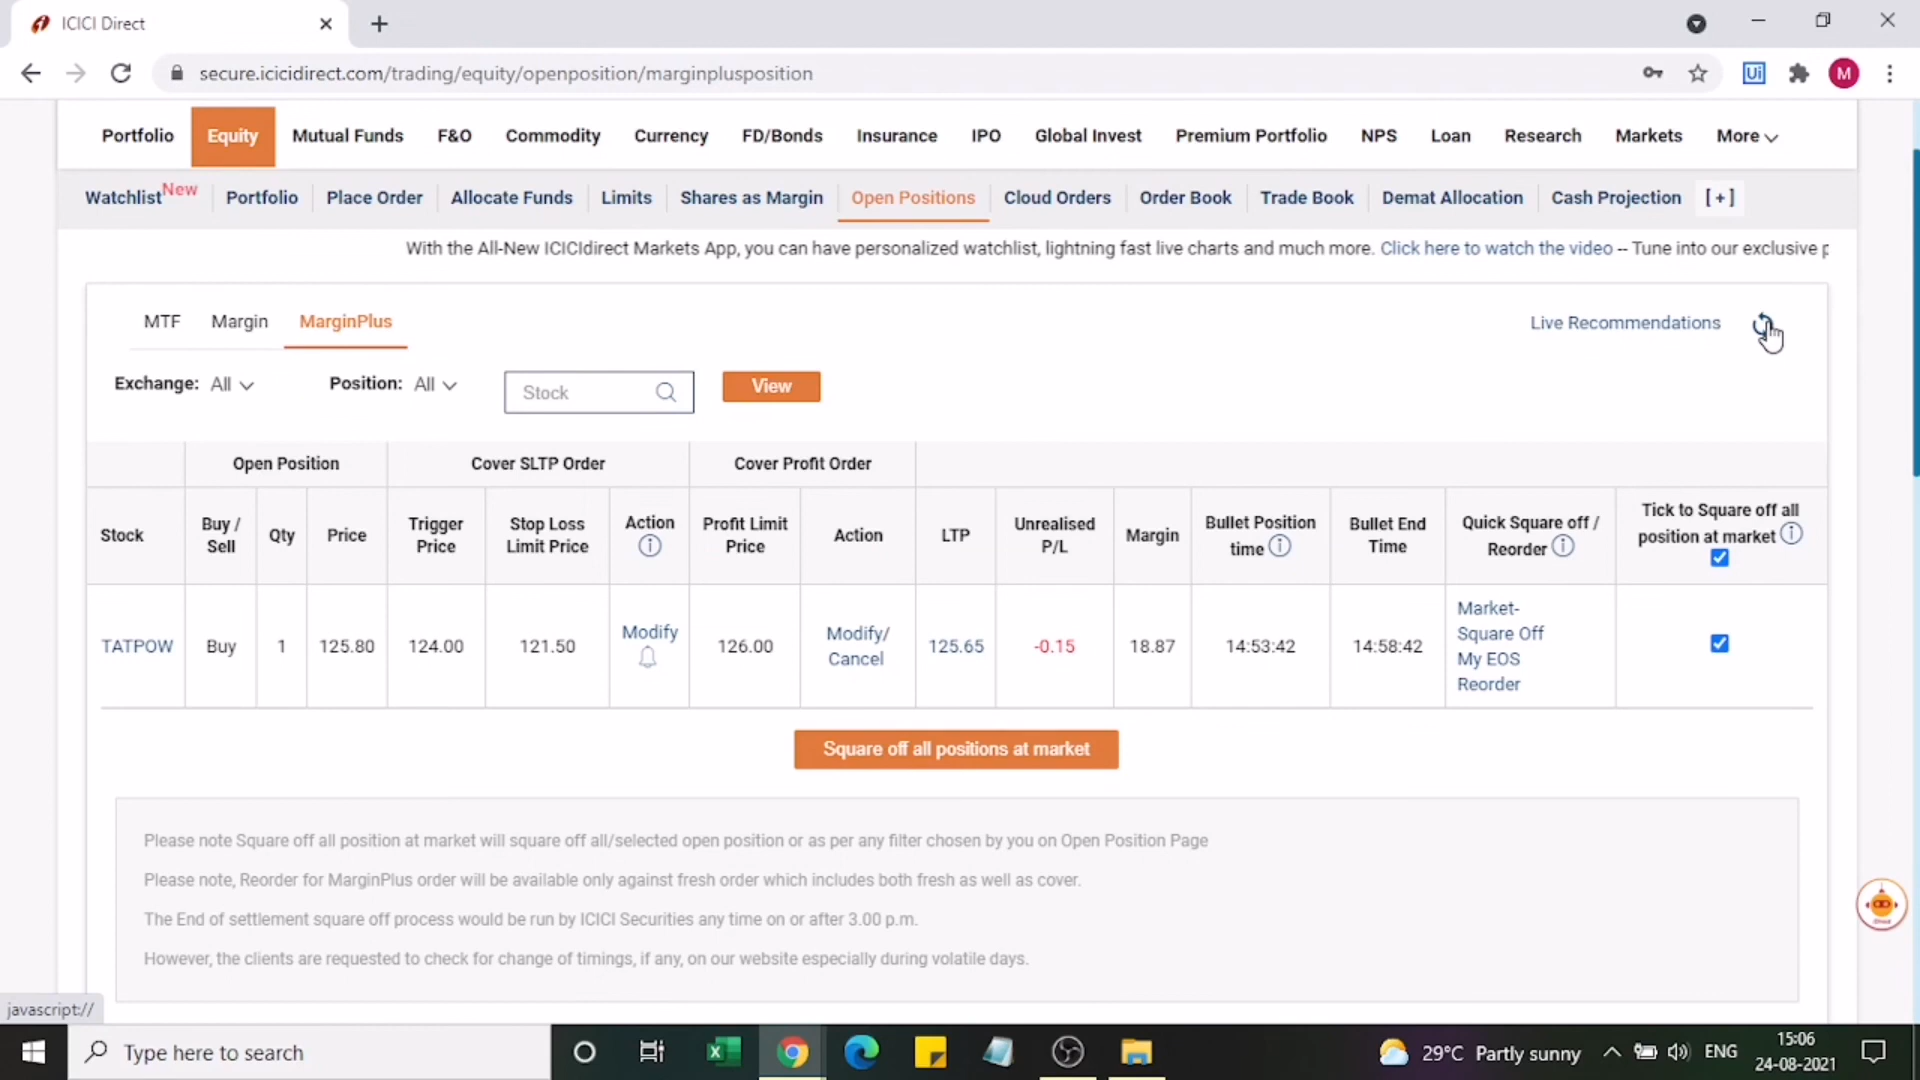 ICICI Direct
secure.icicidirect.com/trading/equity/openposition/marginplusposition
Ui
M
Portfolio Equity Mutual Funds F&O Commodity Currency FD/Bonds Insurance IPO Global Invest Premium Portfolio NPS Loan Research Markets More
Watchlist New Portfolio Place Order Allocate Funds Limits Shares as Margin Open Positions Cloud Orders Order Book Trade Book Demat Allocation Cash Projection [+]
With the All-New ICICIdirect Markets App, you can have personalized watchlist, lightning fast live charts and much more. Click here to watch the video -- Tune into our exclusive p
MTF Margin MarginPlus Live Recommendations
Exchange: All Position: All Stock View
Open Position Cover SLTP Order Cover Profit Order
Stock
Buy /
Sell
Qty
Price
Trigger
Price
Stop Loss
Limit Price
Action
Profit Limit
Price
Action
LTP
Unrealised
P/L
Margin
Bullet Position
time
Bullet End
Time
Quick Square off /
Reorder
Tick to Square off all
position at market
TATPOW
Buy
1
125.80
124.00
121.50
Modify
126.00
Modify/
Cancel
125.65
-0.15
18.87
14:53:42
14:58:42
Market-
Square Off
My EOS
Reorder
Square off all positions at market
Please note Square off all position at market will square off all/selected open position or as per any filter chosen by you on Open Position Page
Please note, Reorder for MarginPlus order will be available only against fresh order which includes both fresh as well as cover.
The End of settlement square off process would be run by ICICI Securities any time on or after 3.00 p.m.
However, the clients are requested to check for change of timings, if any, on our website especially during volatile days.
javascript://
Type here to search
29°C Partly sunny
ENG
15:06
24-08-2021